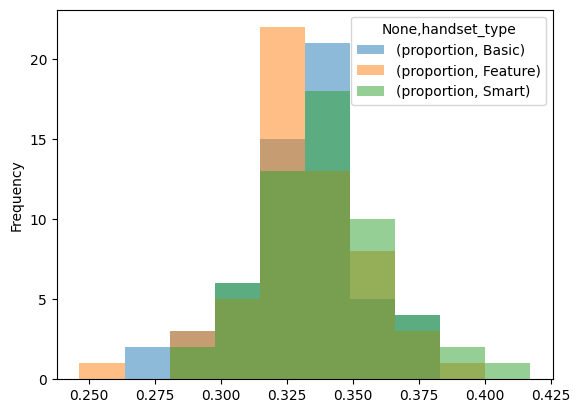 None,handset_type
(proportion, Basic)
(proportion, Feature)
(proportion, Smart)
Frequency
20
15
10
5
0
0.250 0.275 0.300 0.325 0.350 0.375 0.400 0.425